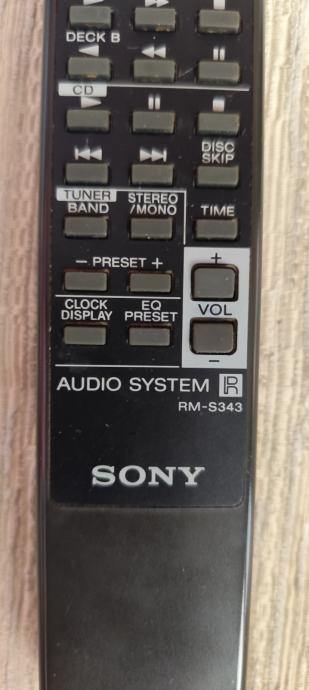 DECK B
CD
DISC
SKIP
TUNER
BAND
STEREO
/MONO
TIME
– PRESET +
+
VOL
–
CLOCK
DISPLAY
EQ
PRESET
AUDIO SYSTEM R
RM-S343
SONY